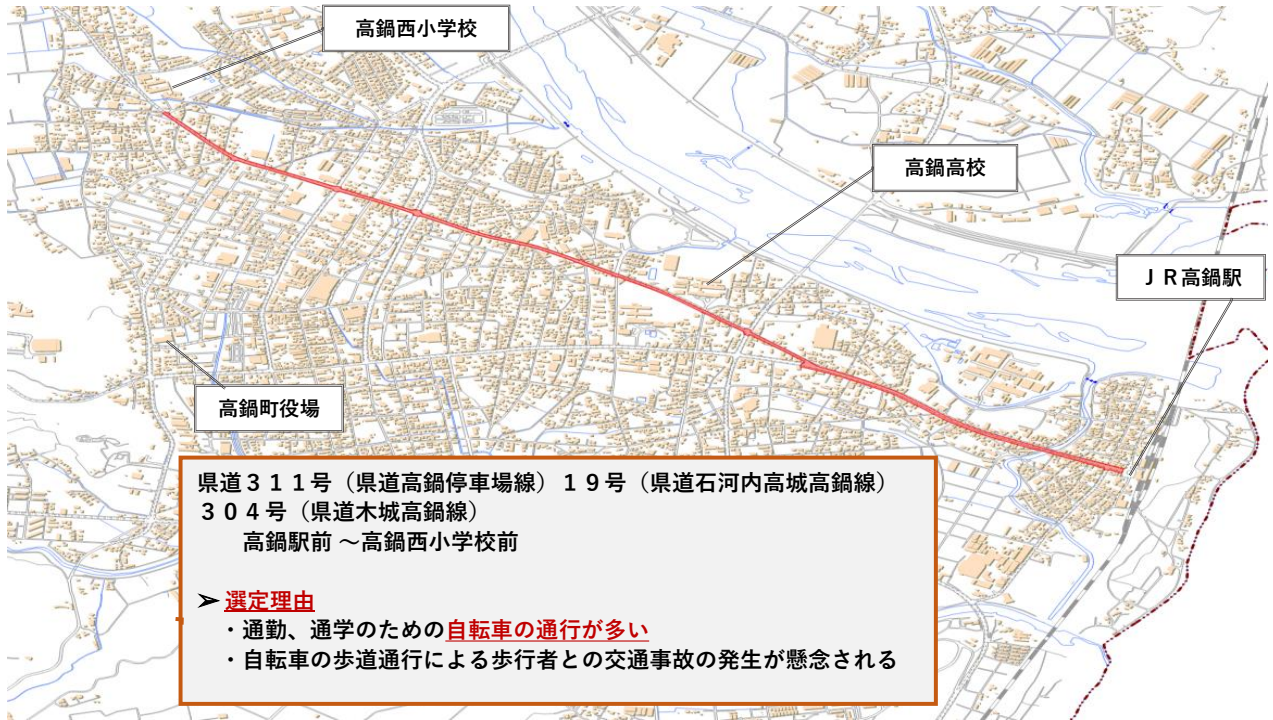 高鍋西小学校
高鍋高校
ＪＲ高鍋駅
高鍋町役場
県道３１１号（県道高鍋停車場線）１９号（県道石河内高城高鍋線）
３０４号（県道木城高鍋線）
高鍋駅前 ～高鍋西小学校前
➢ 選定理由
・通勤、通学のための自転車の通行が多い
・自転車の歩道通行による歩行者との交通事故の発生が懸念される